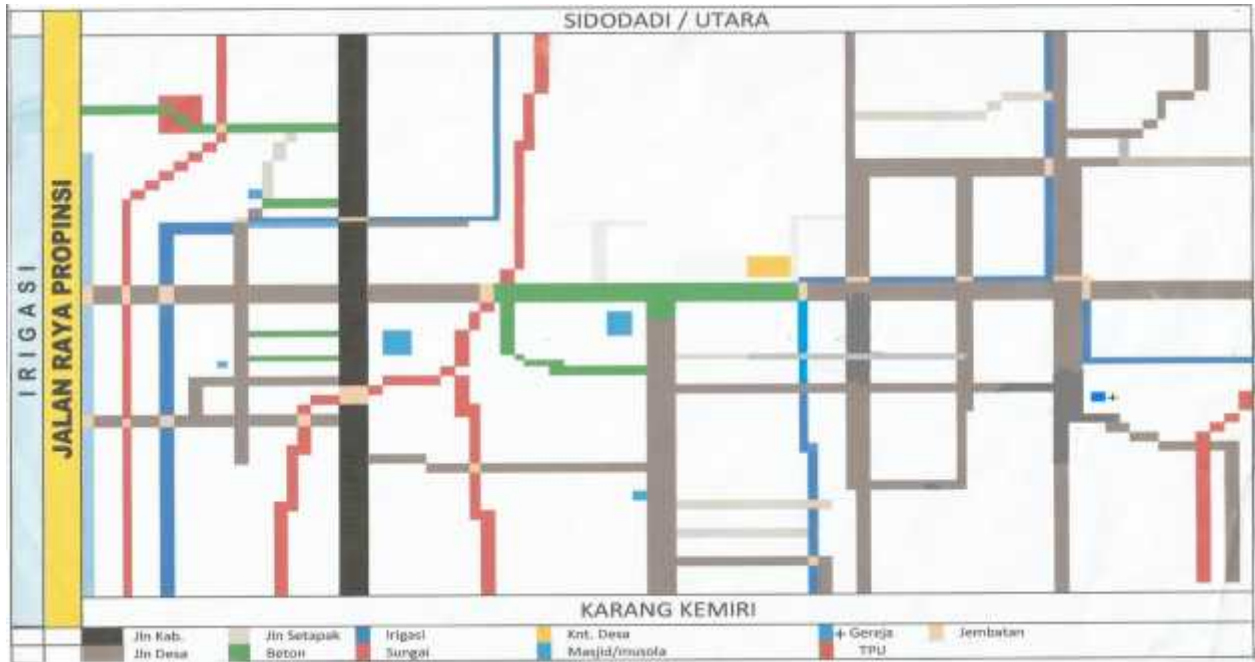 SIDODADI / UTARA
IRIGASI
JALAN RAYA PROPINSI
KARANG KEMIRI
Jln Kab. Jln Setapak Irigasi Knt. Desa + Gereja Jembatan
Jln Desa Beton Sungai Masjid/musola TPU